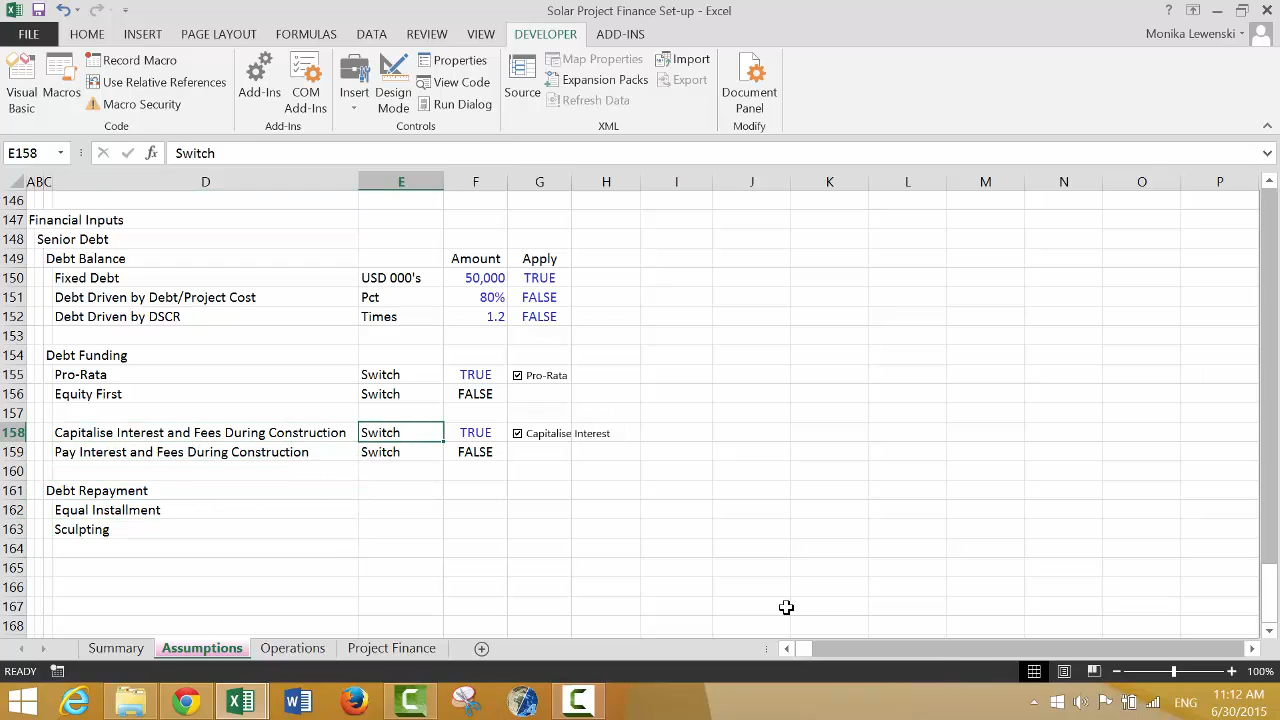 Solar Project Finance Set-up - Excel
FILE HOME INSERT PAGE LAYOUT FORMULAS DATA REVIEW VIEW DEVELOPER ADD-INS Monika Lewenski
Visual Basic
Macros
Record Macro
Use Relative References
Macro Security
Code
Add-Ins
COM Add-Ins
Add-Ins
Insert
Design Mode
Properties
View Code
Run Dialog
Controls
Source
Map Properties
Expansion Packs
Refresh Data
Import
Export
XML
Document Panel
Modify
E158 fx Switch
A B C D E F G H I J K L M N O P
146
147 Financial Inputs
148 Senior Debt
149 Debt Balance Amount Apply
150 Fixed Debt USD 000's 50,000 TRUE
151 Debt Driven by Debt/Project Cost Pct 80% FALSE
152 Debt Driven by DSCR Times 1.2 FALSE
153
154 Debt Funding
155 Pro-Rata Switch TRUE Pro-Rata
156 Equity First Switch FALSE
157
158 Capitalise Interest and Fees During Construction Switch TRUE Capitalise Interest
159 Pay Interest and Fees During Construction Switch FALSE
160
161 Debt Repayment
162 Equal Installment
163 Sculpting
164
165
166
167
168
Summary Assumptions Operations Project Finance
READY 100%
ENG 11:12 AM
6/30/2015